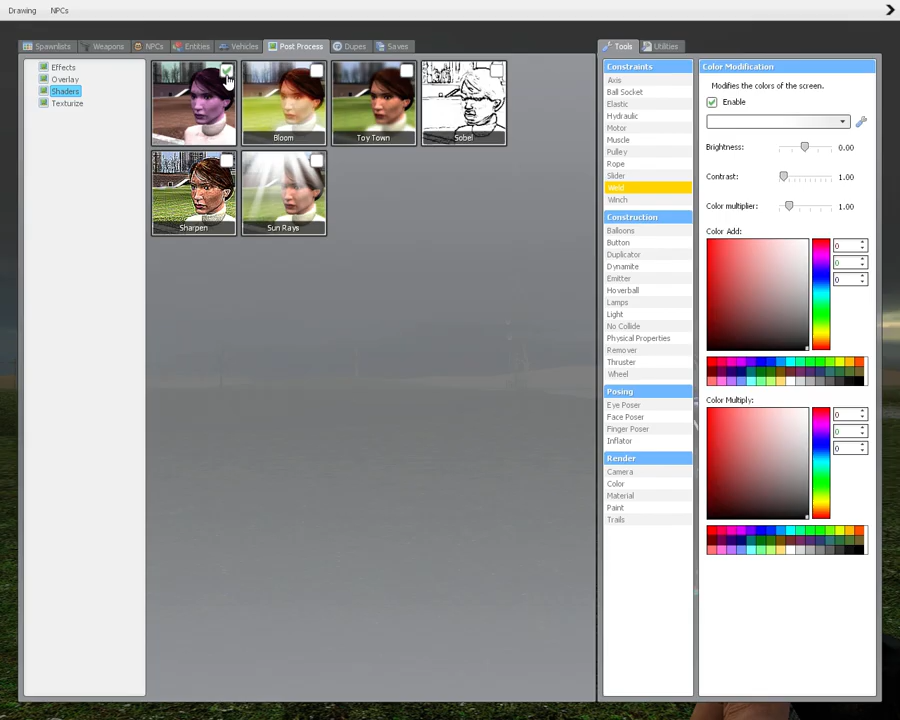 Drawing NPCs
Spawnlists Weapons NPCs Entities Vehicles Post Process Dupes Saves
Effects
Overlay
Shaders
Texturize
Bloom
Toy Town
Sobel
Sharpen
Sun Rays
Tools Utilities
Constraints
Axis
Ball Socket
Elastic
Hydraulic
Motor
Muscle
Pulley
Rope
Slider
Weld
Winch
Construction
Balloons
Button
Duplicator
Dynamite
Emitter
Hoverball
Lamps
Light
No Collide
Physical Properties
Remover
Thruster
Wheel
Posing
Eye Poser
Face Poser
Finger Poser
Inflator
Render
Camera
Color
Material
Paint
Trails
Color Modification
Modifies the colors of the screen.
Enable
Brightness: 0.00
Contrast: 1.00
Color multiplier: 1.00
Color Add:
0
0
0
Color Multiply:
0
0
0